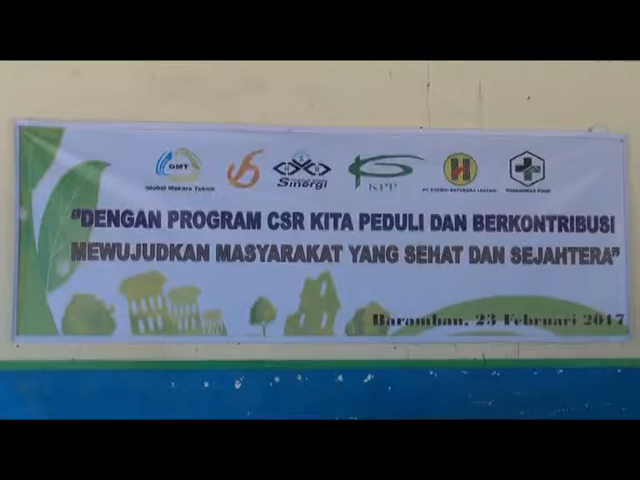 GMT
Global Makara Teknik
Sinergi
KPP
"DENGAN PROGRAM CSR KITA PEDULI DAN BERKONTRIBUSI
MEWUJUDKAN MASYARAKAT YANG SEHAT DAN SEJAHTERA"
Baramban, 23 Februari 2017